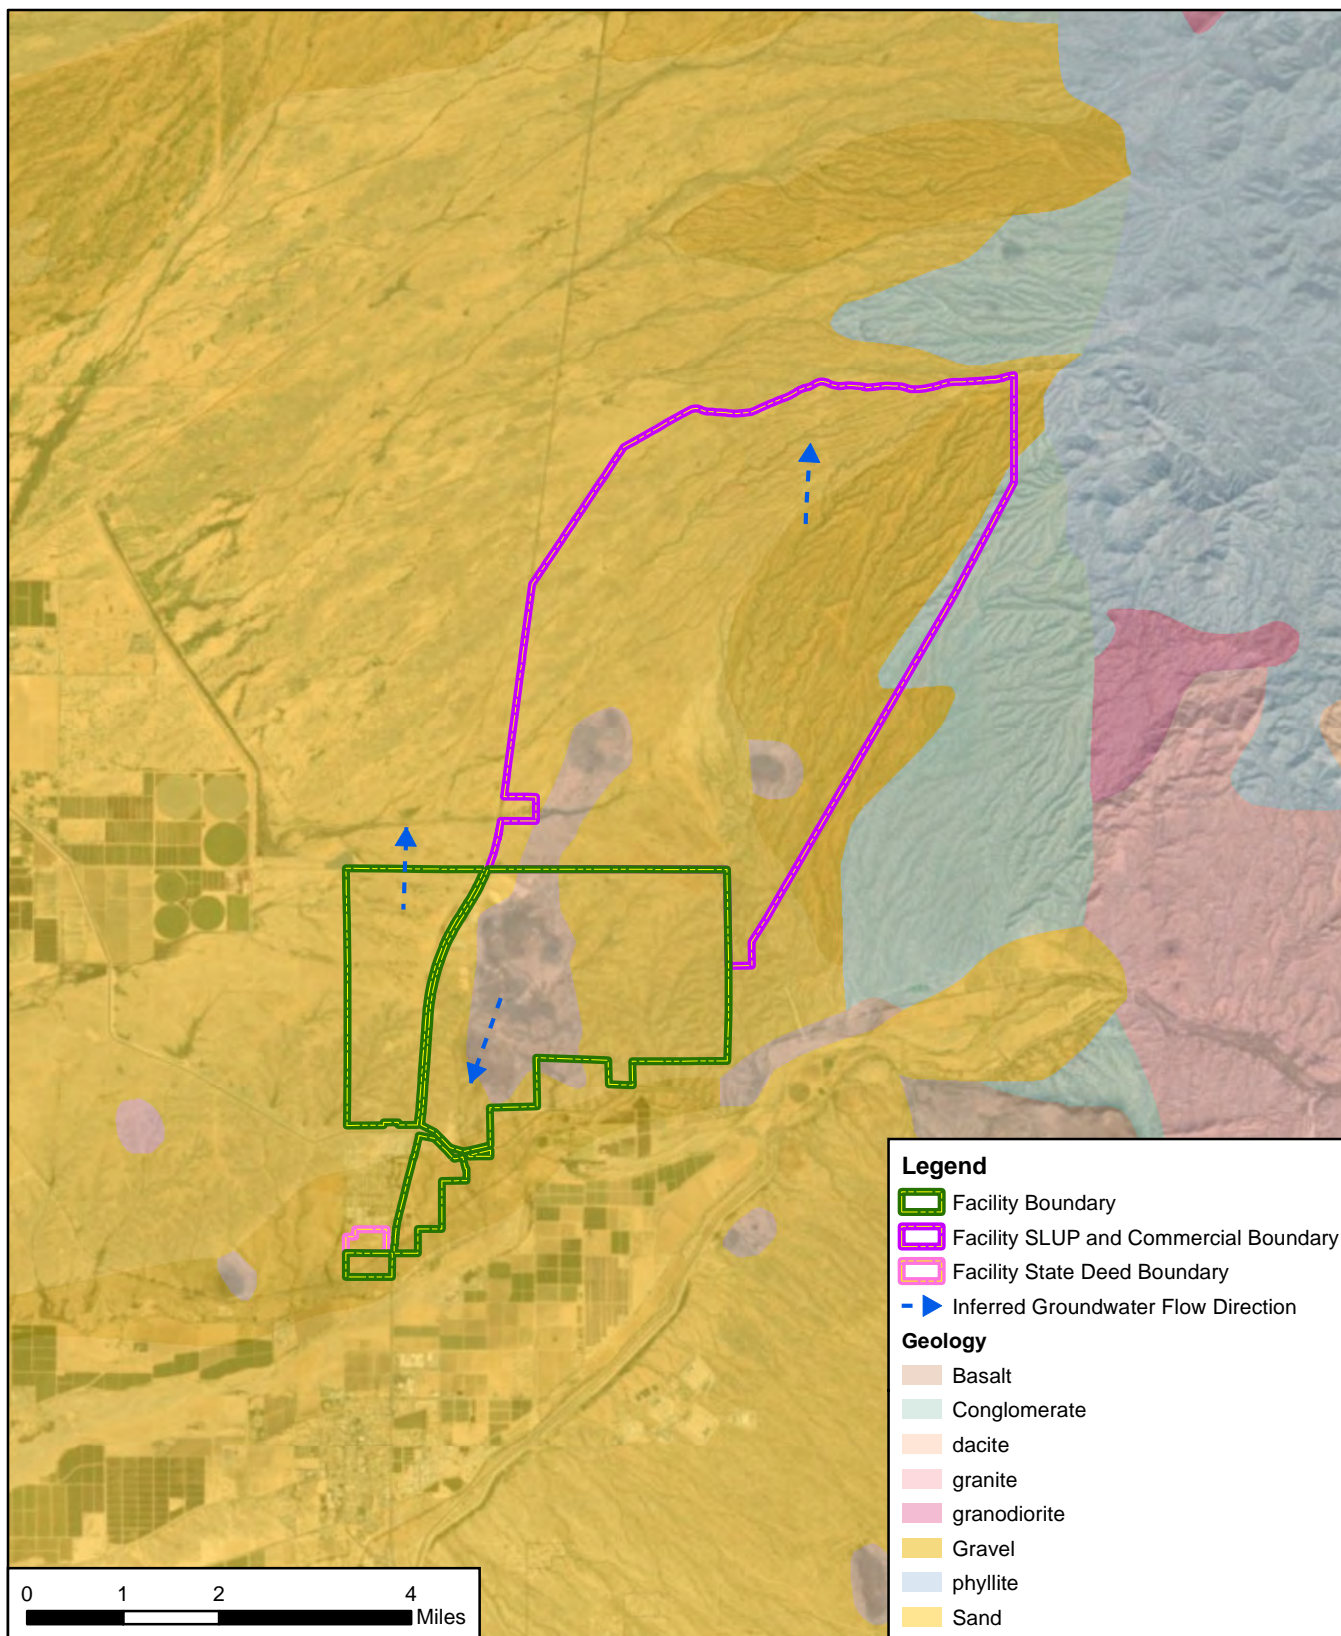 Legend
Facility Boundary
Facility SLUP and Commercial Boundary
Facility State Deed Boundary
Inferred Groundwater Flow Direction
Geology
Basalt
Conglomerate
dacite
granite
granodiorite
Gravel
phyllite
Sand
0 1 2 4
Miles